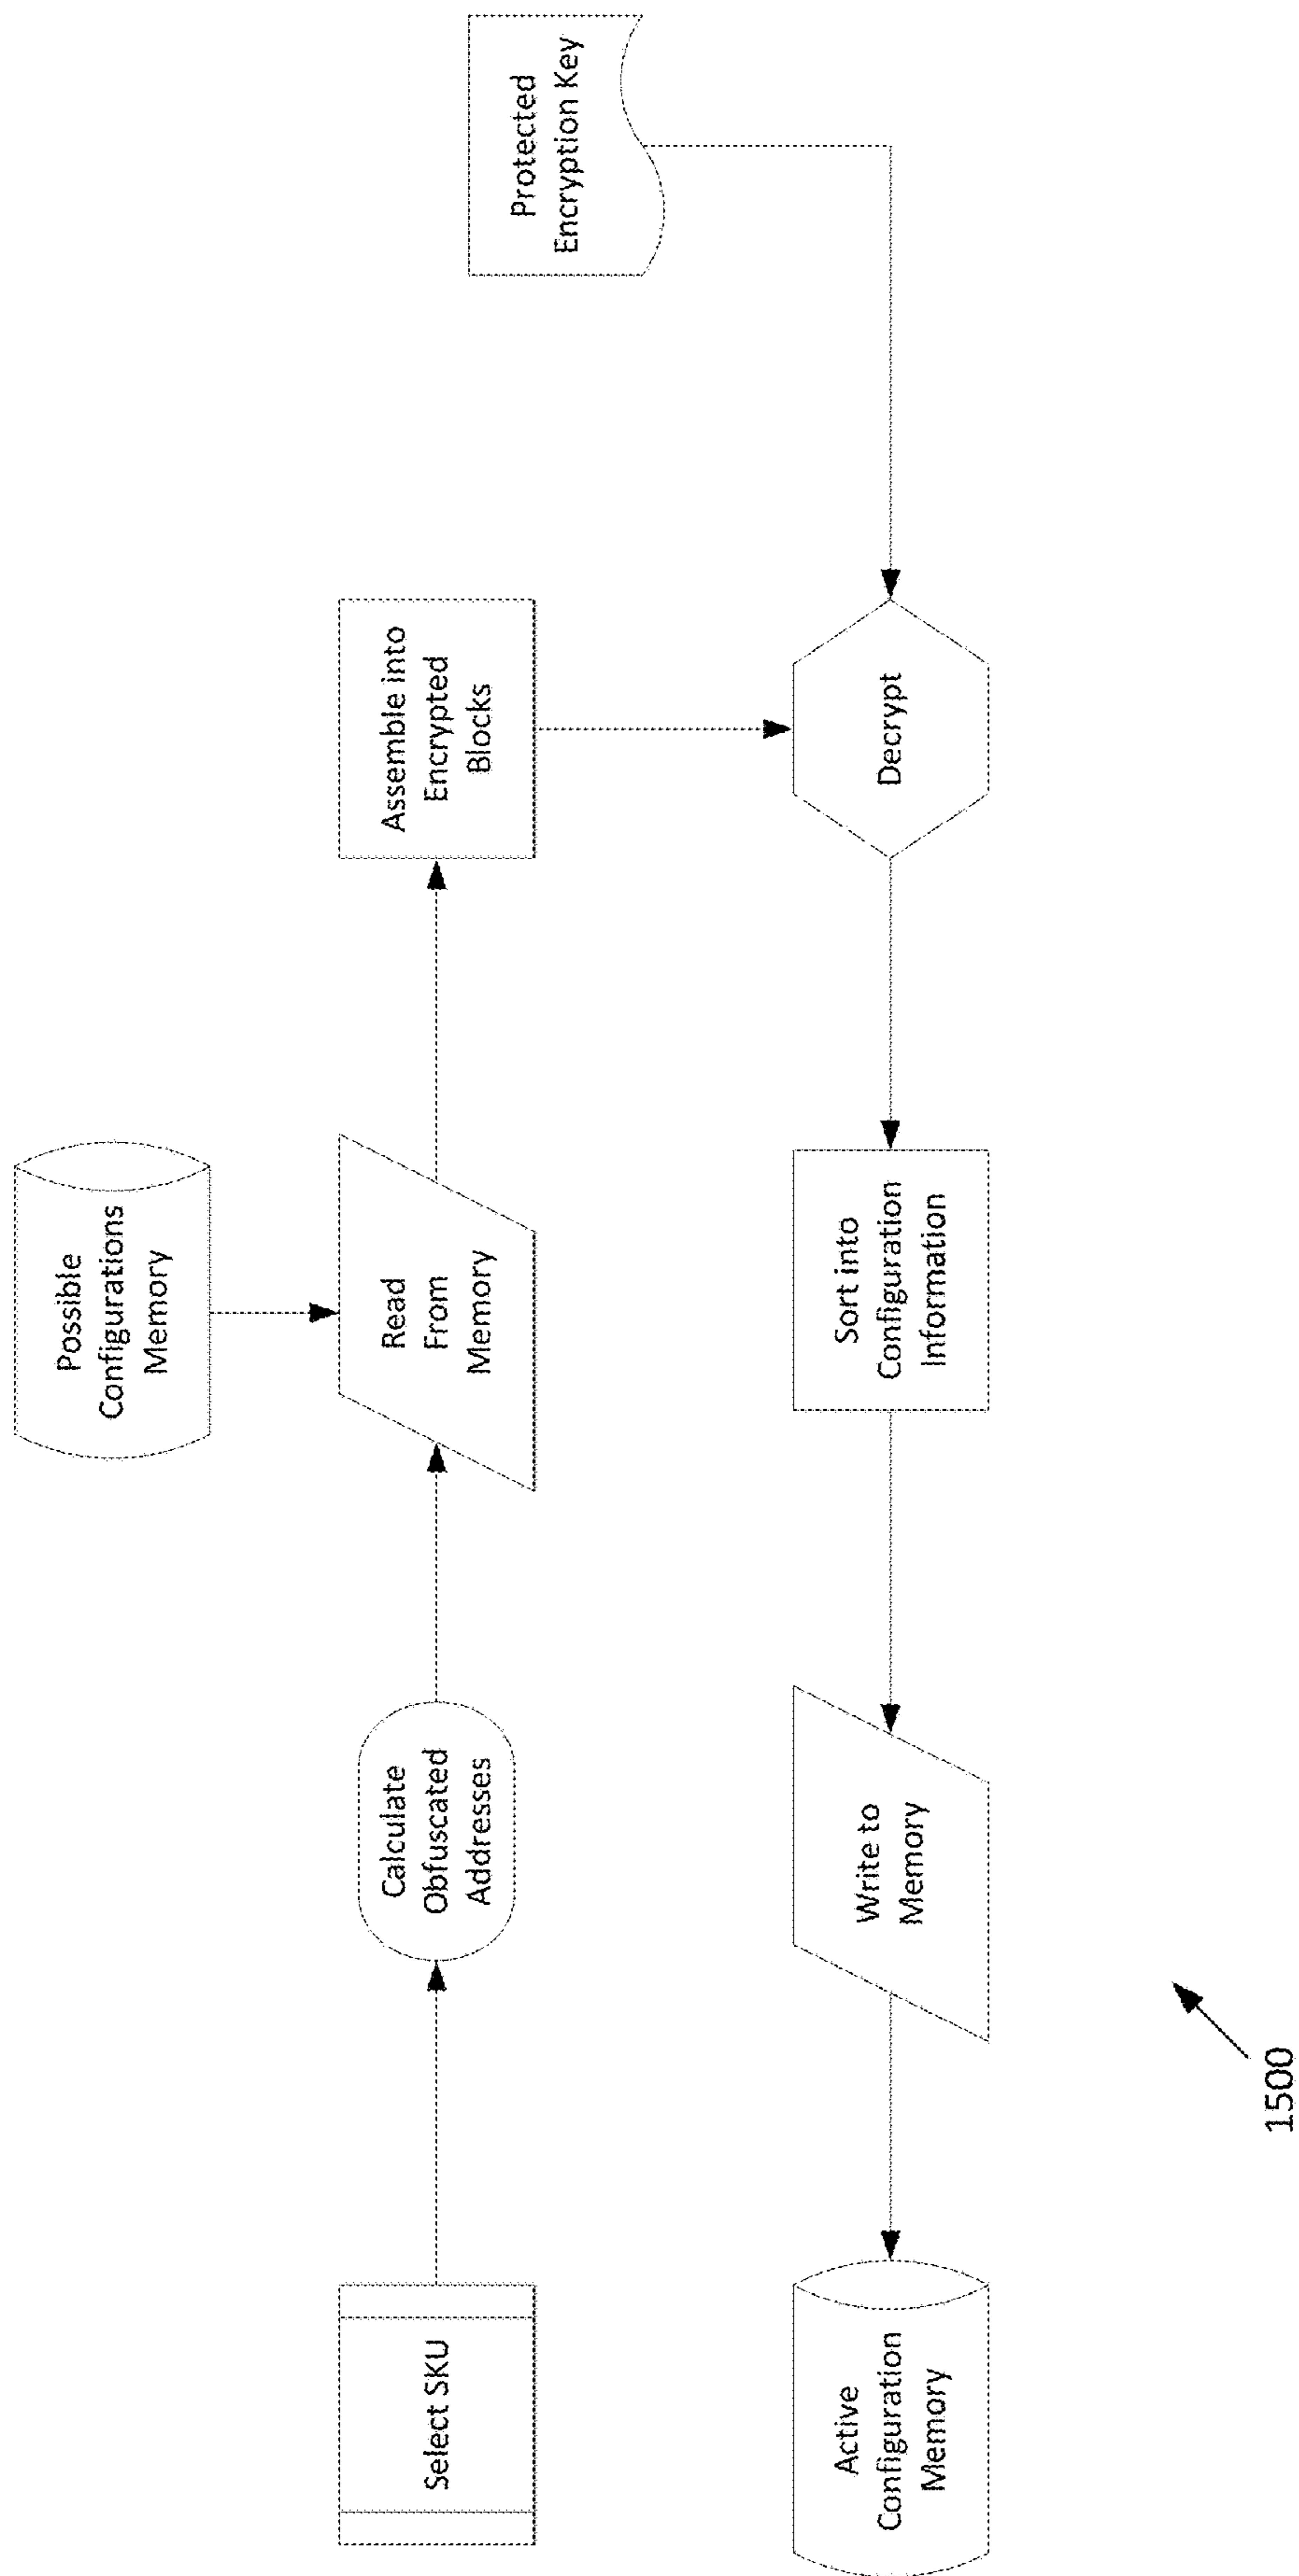 Possible
Configurations
Memory
Select SKU
Calculate
Obfuscated
Addresses
Read
From
Memory
Assemble into
Encrypted
Blocks
Protected
Encryption Key
Active
Configuration
Memory
Write to
Memory
Sort into
Configuration
Information
Decrypt
1500